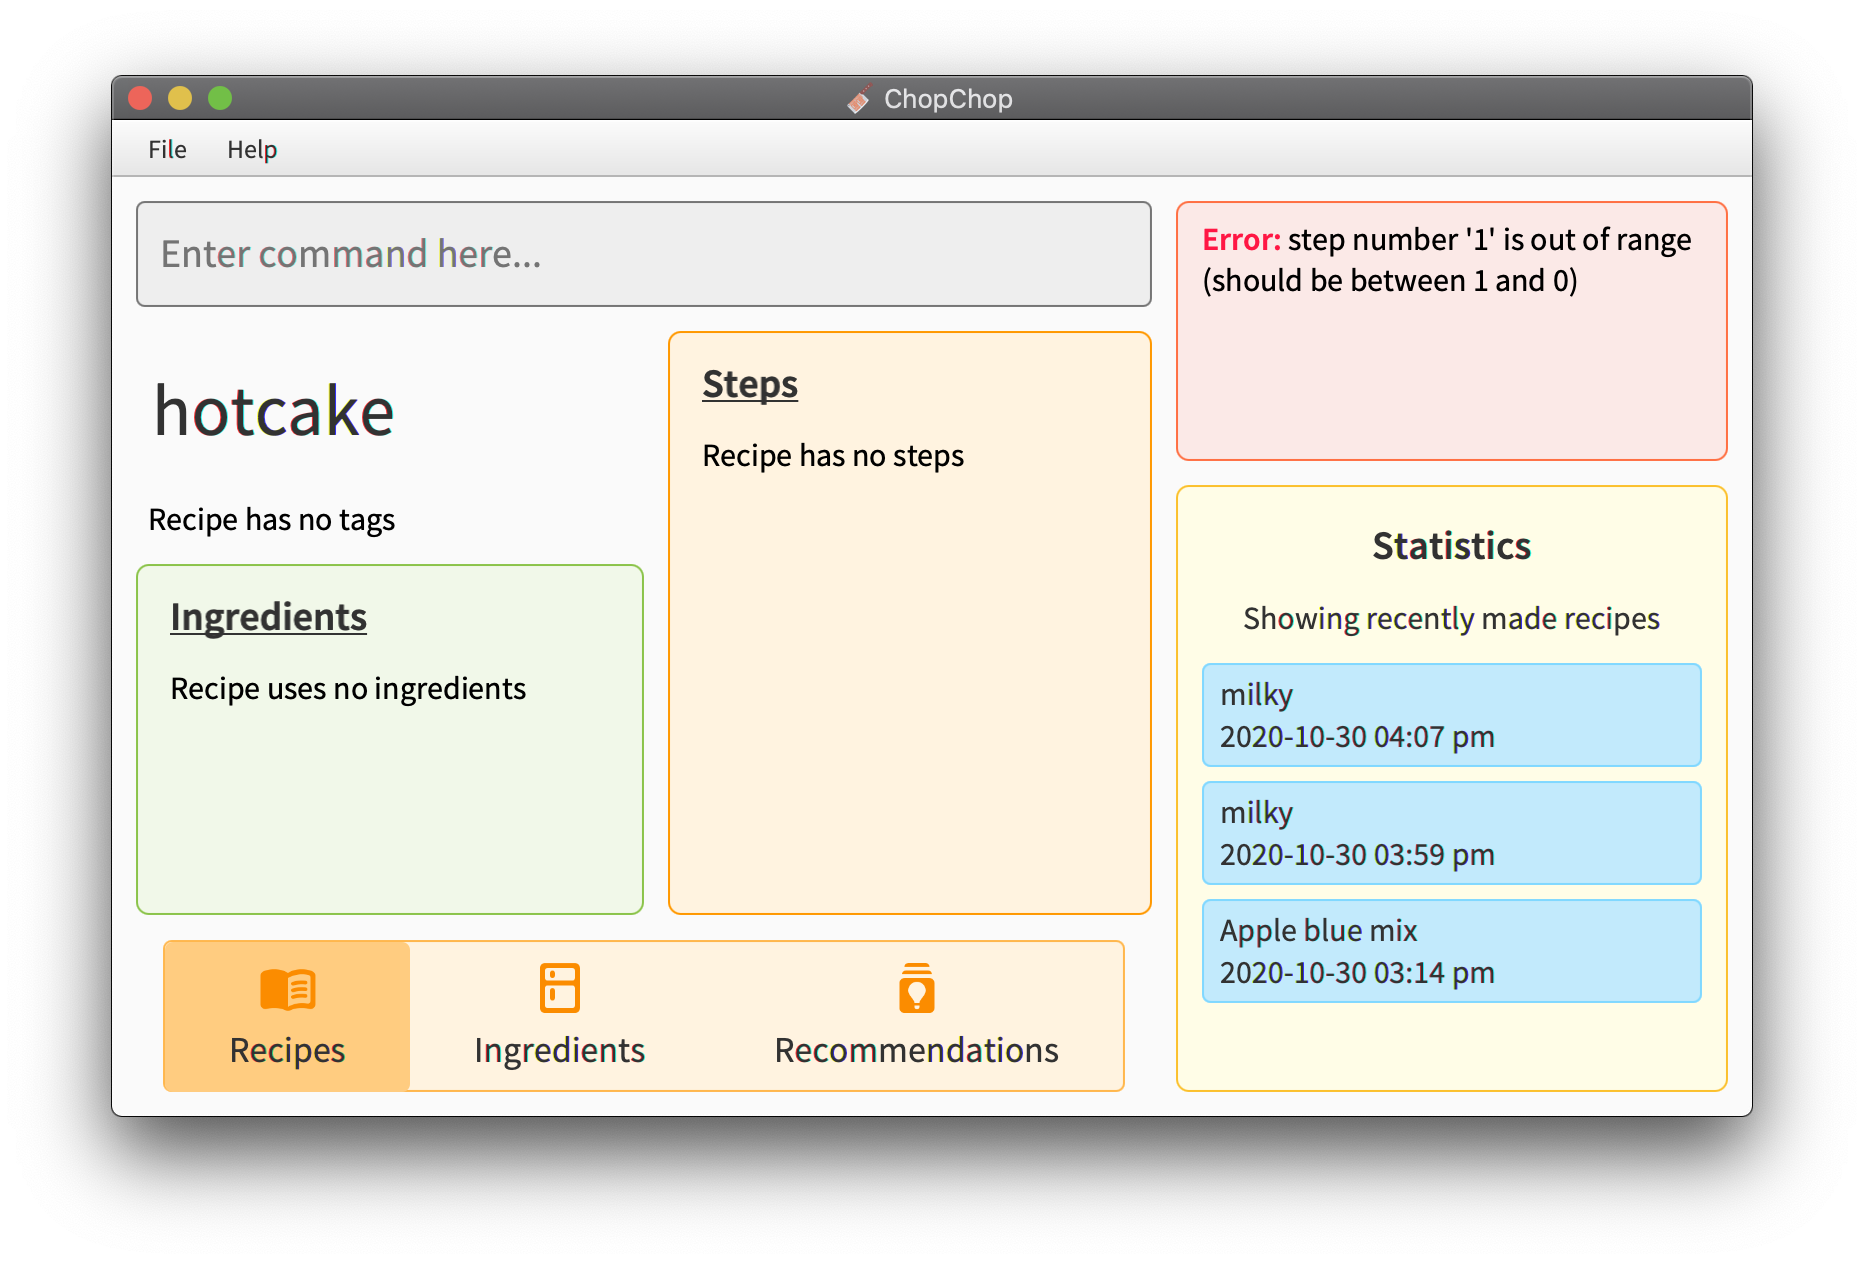 ChopChop
File Help
Enter command here...
hotcake
Recipe has no tags
Ingredients
Recipe uses no ingredients
Steps
Recipe has no steps
Error: step number '1' is out of range
(should be between 1 and 0)
Statistics
Showing recently made recipes
milky
2020-10-30 04:07 pm
milky
2020-10-30 03:59 pm
Apple blue mix
2020-10-30 03:14 pm
Recipes
Ingredients
Recommendations